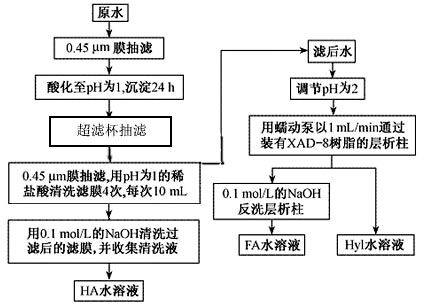 原水
0.45 μm膜抽滤
酸化至pH为1,沉淀24 h
超滤杯抽滤
0.45 μm膜抽滤,用pH为1的稀
盐酸清洗滤膜4次,每次10 mL
用0.1 mol/L的NaOH清洗过
滤后的滤膜,并收集清洗液
HA水溶液
滤后水
调节pH为2
用蠕动泵以1 mL/min通过
装有XAD-8树脂的层析柱
0.1 mol/L的NaOH
反洗层析柱
FA水溶液
Hyl水溶液